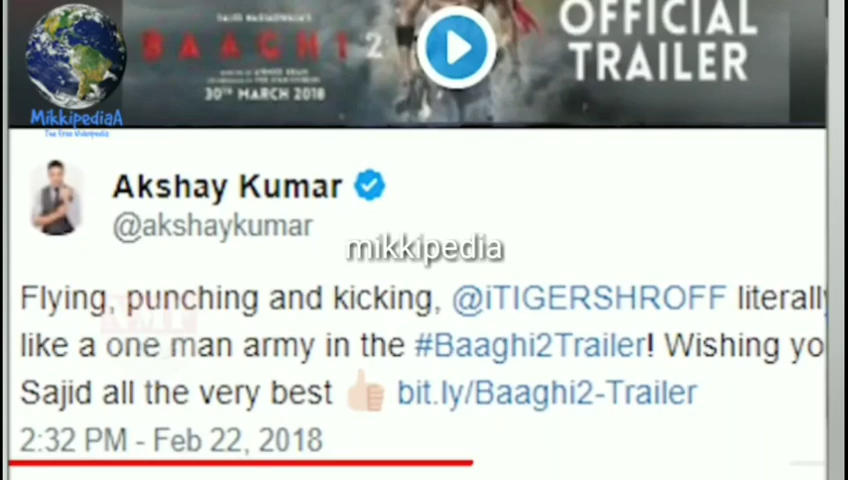 BAAGHI 2
30TH MARCH 2018
OFFICIAL
TRAILER
MikkipediaA
Akshay Kumar
@akshaykumar
mikkipedia
Flying, punching and kicking, @iTIGERSHROFF literally
like a one man army in the #Baaghi2Trailer! Wishing yo
Sajid all the very best 👍🏻 bit.ly/Baaghi2-Trailer
2:32 PM - Feb 22, 2018